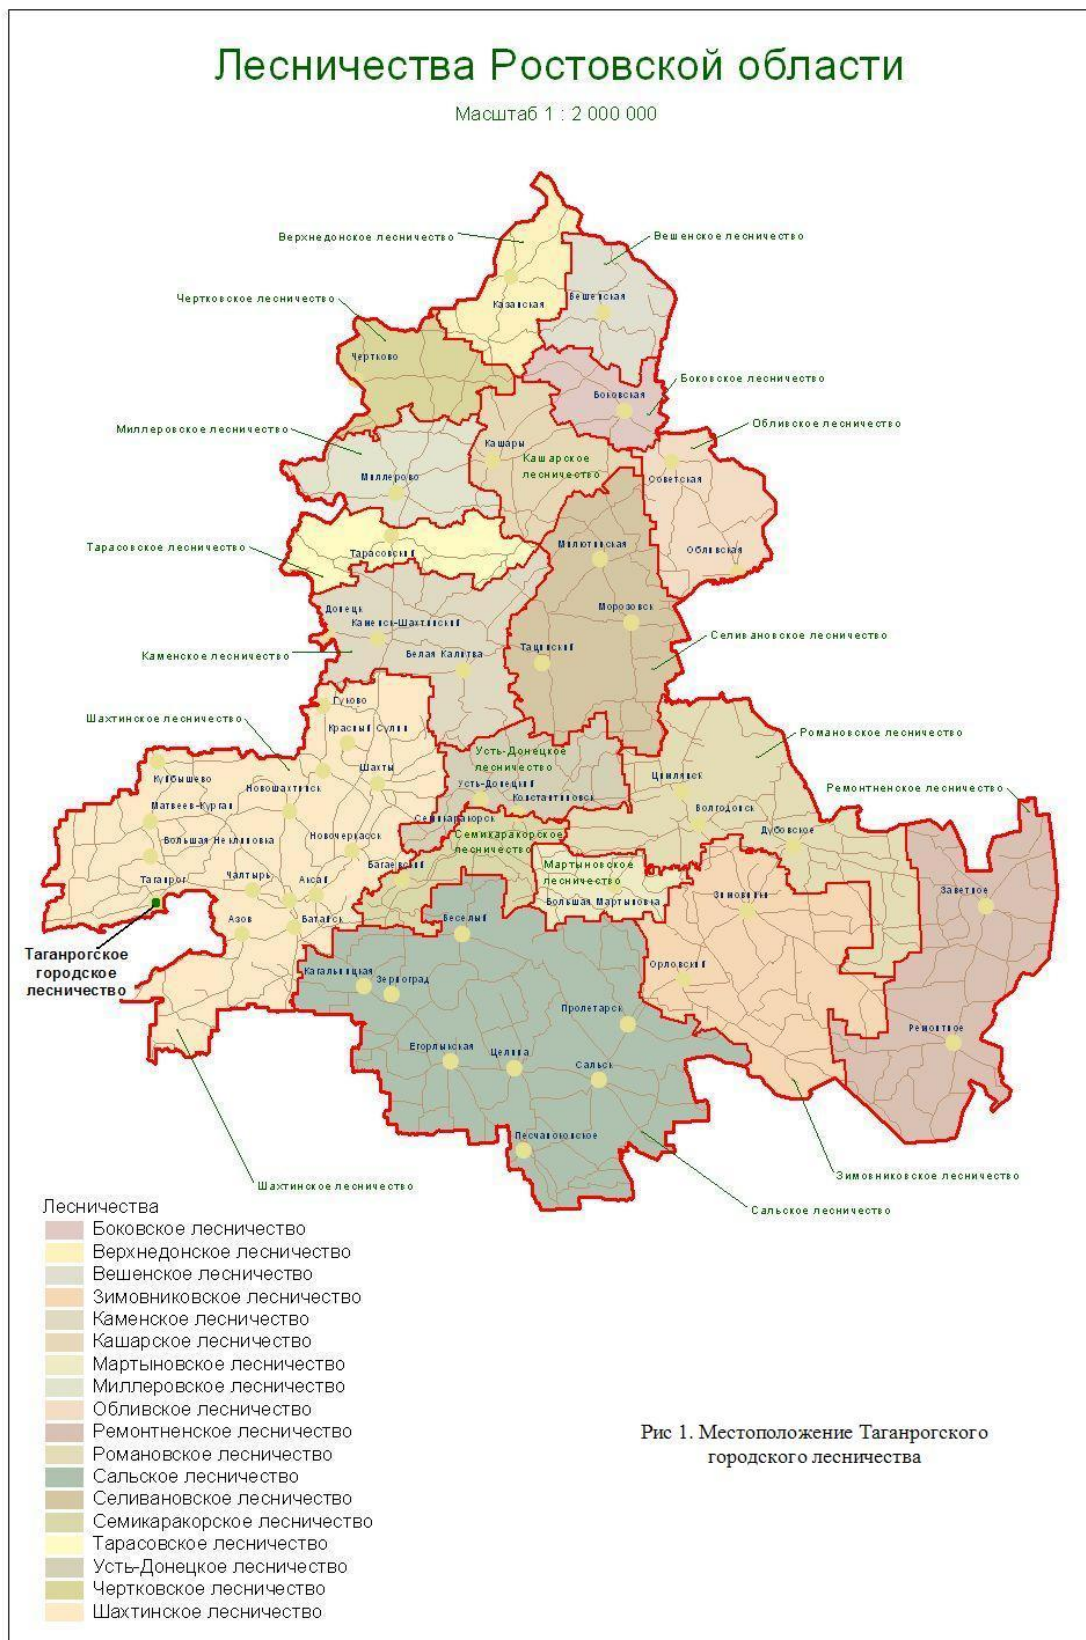 Лесничества Ростовской области
Масштаб 1 : 2 000 000
Верхнедонское лесничество
Вешенское лесничество
Казанская
Вешенская
Чертковское лесничество
Чертково
Боковское лесничество
Боковская
Обливское лесничество
Миллеровское лесничество
Кашары
Кашарское
лесничество
Миллерово
Советская
Тарасовское лесничество
Тарасовский
Милютинская
Обливская
Донецк
Каменск-Шахтинский
Морозовск
Селивановское лесничество
Каменское лесничество
Белая Калитва
Тацинский
Гуково
Шахтинское лесничество
Красный Сулин
Романовское лесничество
Усть-Донецкое
лесничество
Куйбышево
Новошахтинск
Шахты
Усть-Донецкий
Цимлянск
Ремонтненское лесничество
Матвеев-Курган
Константиновск
Волгодонск
Семикаракорск
Большая Неклиновка
Новочеркасск
Семикаракорское
лесничество
Дубовское
Багаевский
Мартыновское
лесничество
Таганрог
Чалтырь
Аксай
Большая Мартыновка
Зимовники
Заветное
Азов
Батайск
Веселый
Таганрогское
городское
лесничество
Кагальницкая
Зерноград
Орловский
Пролетарск
Ремонтное
Егорлыкская
Целина
Сальск
Песчанокопское
Зимовниковское лесничество
Шахтинское лесничество
Сальское лесничество
Лесничества
Боковское лесничество
Верхнедонское лесничество
Вешенское лесничество
Зимовниковское лесничество
Каменское лесничество
Кашарское лесничество
Мартыновское лесничество
Миллеровское лесничество
Обливское лесничество
Ремонтненское лесничество
Романовское лесничество
Сальское лесничество
Селивановское лесничество
Семикаракорское лесничество
Тарасовское лесничество
Усть-Донецкое лесничество
Чертковское лесничество
Шахтинское лесничество
Рис 1. Местоположение Таганрогского
городского лесничества